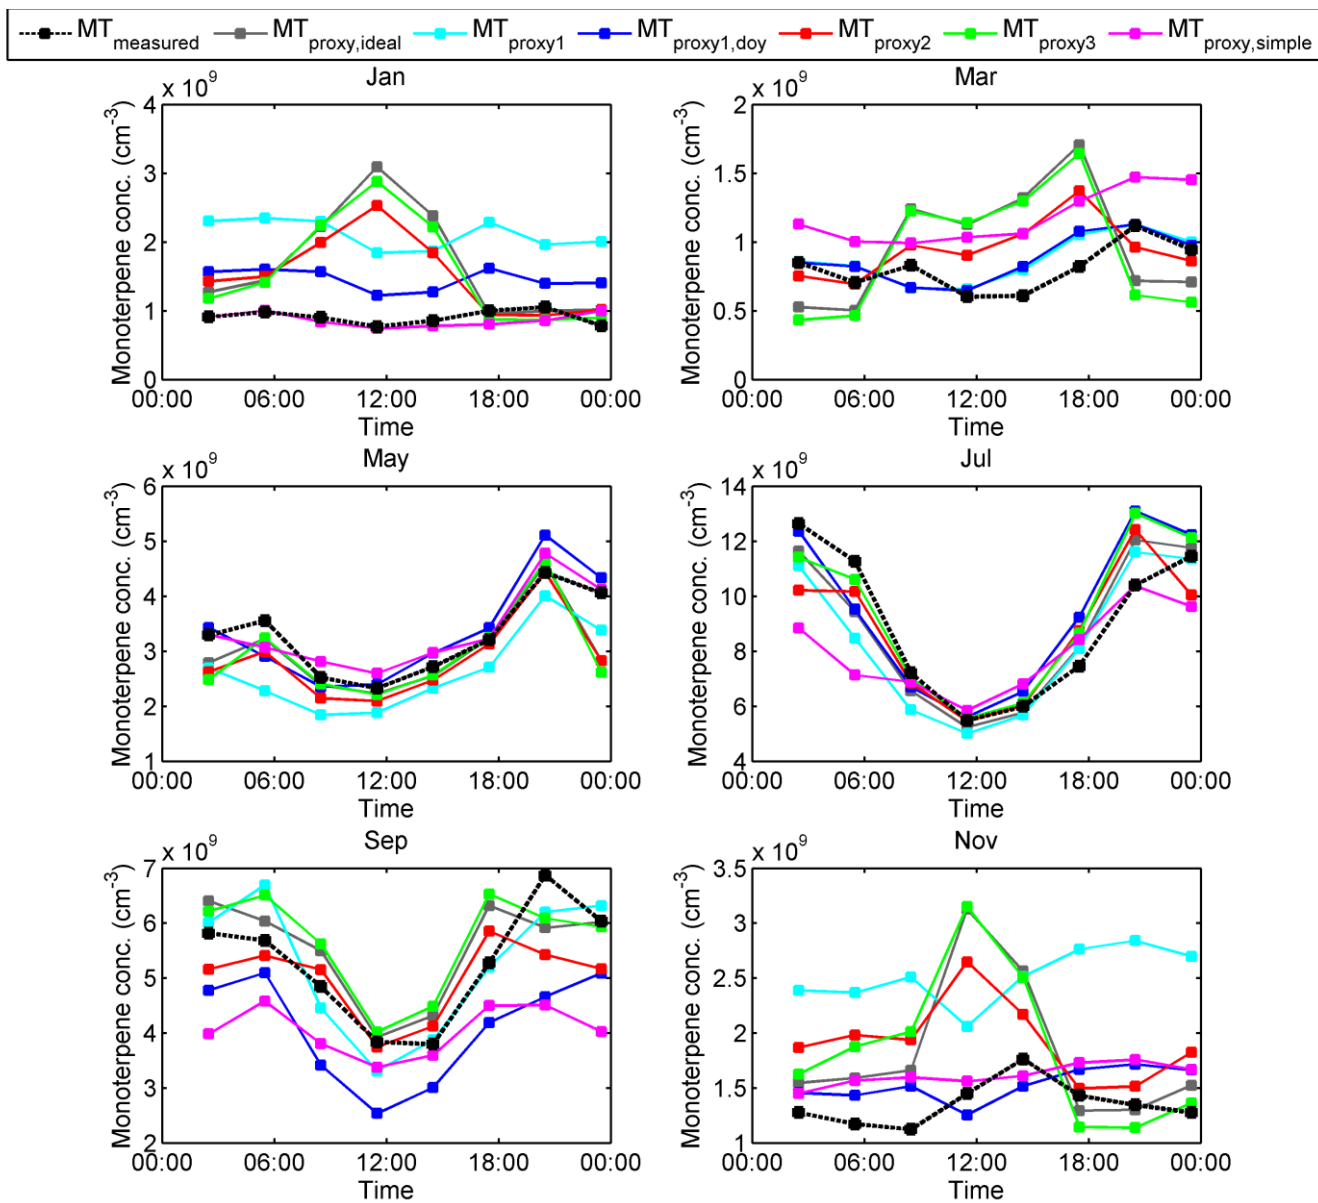 MT_measured MT_proxy,ideal MT_proxy1 MT_proxy1,doy MT_proxy2 MT_proxy3 MT_proxy,simple
x 10^9 Jan
Monoterpene conc. (cm^-3)
4
3
2
1
0
00:00 06:00 12:00 18:00 00:00
Time
x 10^9 Mar
Monoterpene conc. (cm^-3)
2
1.5
1
0.5
0
00:00 06:00 12:00 18:00 00:00
Time
x 10^9 May
Monoterpene conc. (cm^-3)
6
5
4
3
2
1
00:00 06:00 12:00 18:00 00:00
Time
x 10^9 Jul
Monoterpene conc. (cm^-3)
14
12
10
8
6
4
00:00 06:00 12:00 18:00 00:00
Time
x 10^9 Sep
Monoterpene conc. (cm^-3)
7
6
5
4
3
2
00:00 06:00 12:00 18:00 00:00
Time
x 10^9 Nov
Monoterpene conc. (cm^-3)
3.5
3
2.5
2
1.5
1
00:00 06:00 12:00 18:00 00:00
Time